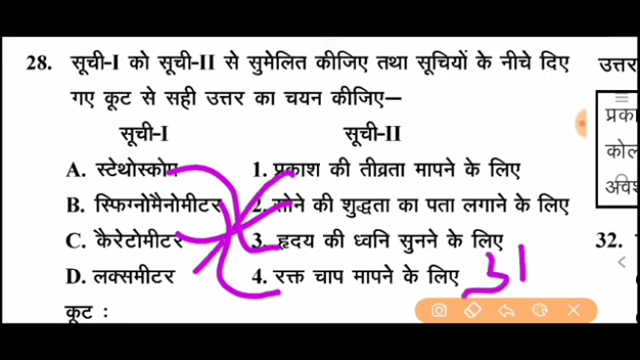 28. सूची-I को सूची-II से सुमेलित कीजिए तथा सूचियों के नीचे दिए
गए कूट से सही उत्तर का चयन कीजिए—
सूची-I सूची-II
A. स्टेथोस्कोप 1. प्रकाश की तीव्रता मापने के लिए
B. स्फिग्नोमैनोमीटर 2. सोने की शुद्धता का पता लगाने के लिए
C. कैरेटोमीटर 3. हृदय की ध्वनि सुनने के लिए
D. लक्समीटर 4. रक्त चाप मापने के लिए
कूट :
उत्तर
प्रका
कोल
अवि
32.